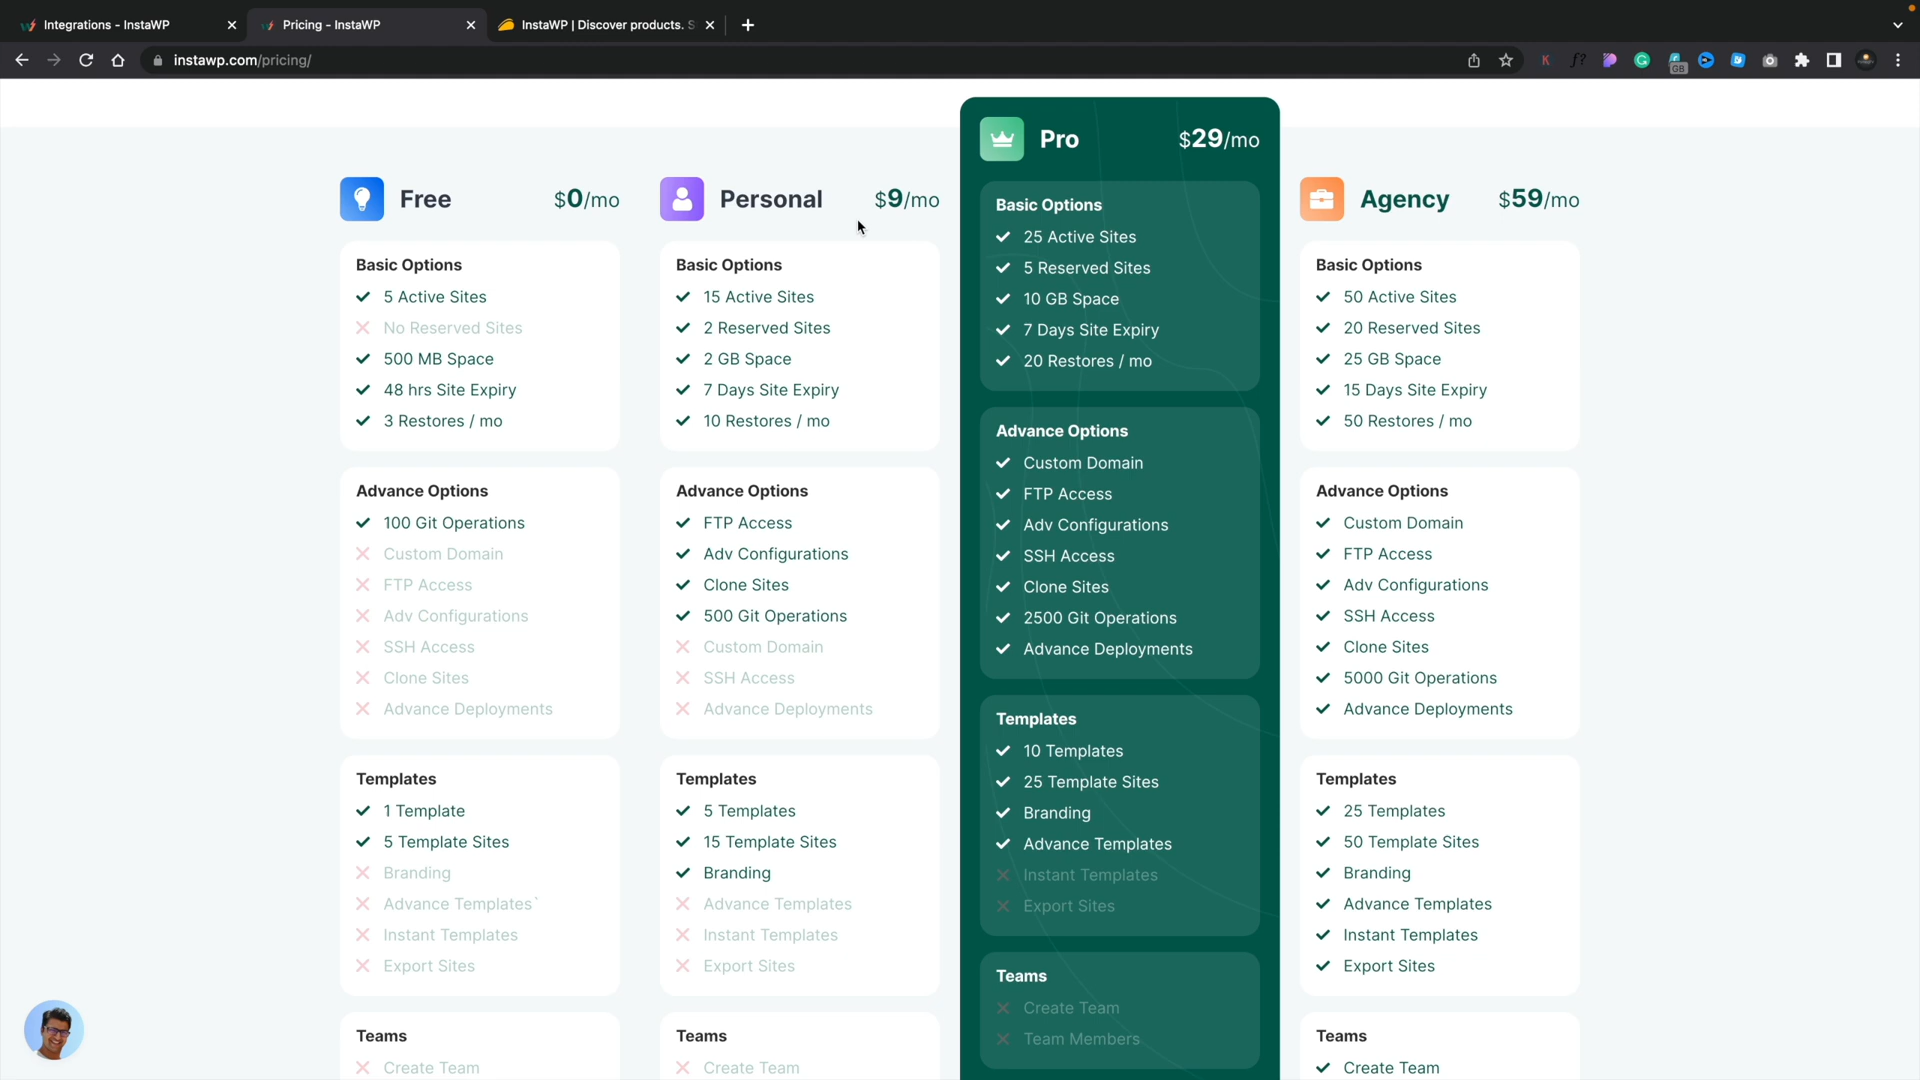 Integrations - InstaWP
Pricing - InstaWP
InstaWP | Discover products. S
instawp.com/pricing/
GB
Free
$0/mo
Basic Options
5 Active Sites
No Reserved Sites
500 MB Space
48 hrs Site Expiry
3 Restores / mo
Advance Options
100 Git Operations
Custom Domain
FTP Access
Adv Configurations
SSH Access
Clone Sites
Advance Deployments
Templates
1 Template
5 Template Sites
Branding
Advance Templates`
Instant Templates
Export Sites
Teams
Create Team
Personal
$9/mo
Basic Options
15 Active Sites
2 Reserved Sites
2 GB Space
7 Days Site Expiry
10 Restores / mo
Advance Options
FTP Access
Adv Configurations
Clone Sites
500 Git Operations
Custom Domain
SSH Access
Advance Deployments
Templates
5 Templates
15 Template Sites
Branding
Advance Templates
Instant Templates
Export Sites
Teams
Create Team
Pro
$29/mo
Basic Options
25 Active Sites
5 Reserved Sites
10 GB Space
7 Days Site Expiry
20 Restores / mo
Advance Options
Custom Domain
FTP Access
Adv Configurations
SSH Access
Clone Sites
2500 Git Operations
Advance Deployments
Templates
10 Templates
25 Template Sites
Branding
Advance Templates
Instant Templates
Export Sites
Teams
Create Team
Team Members
Agency
$59/mo
Basic Options
50 Active Sites
20 Reserved Sites
25 GB Space
15 Days Site Expiry
50 Restores / mo
Advance Options
Custom Domain
FTP Access
Adv Configurations
SSH Access
Clone Sites
5000 Git Operations
Advance Deployments
Templates
25 Templates
50 Template Sites
Branding
Advance Templates
Instant Templates
Export Sites
Teams
Create Team